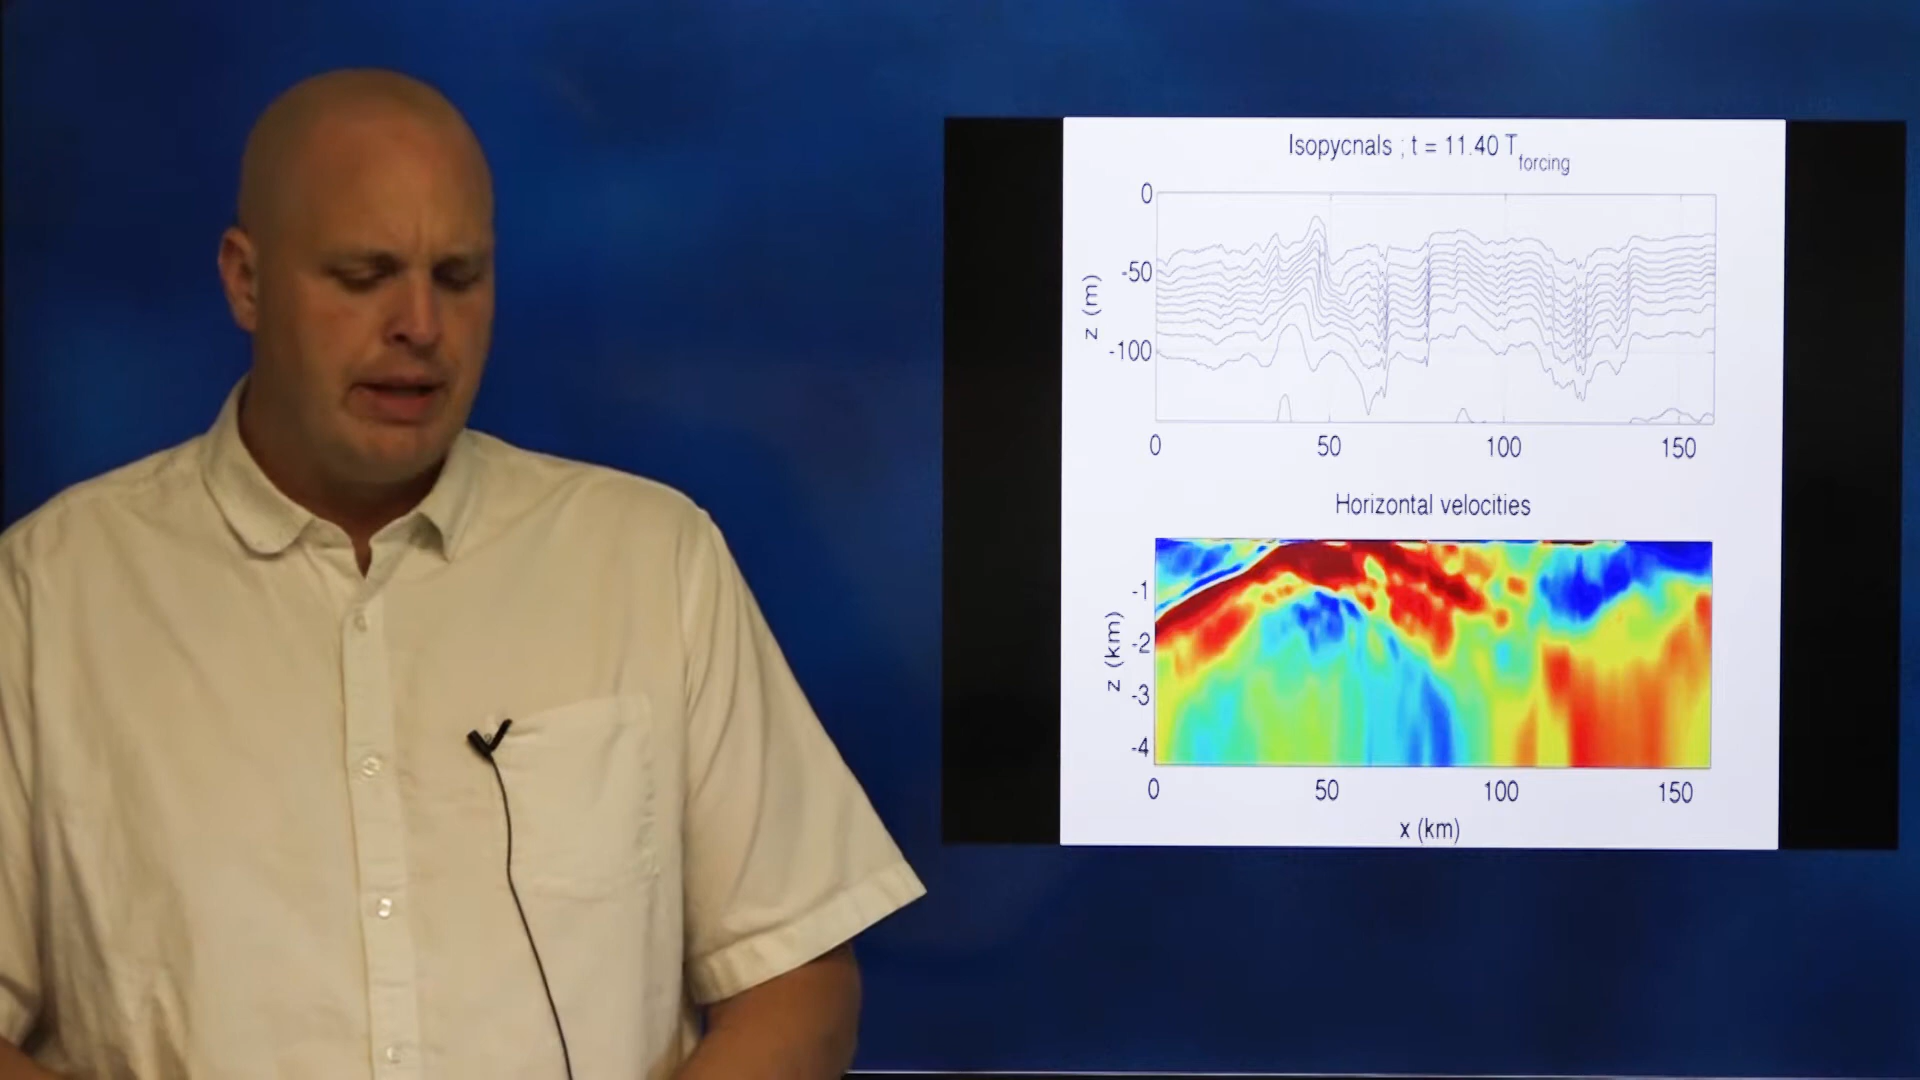 Isopycnals ; t = 11.40 T forcing
0
-50
-100
z (m)
0 50 100 150
Horizontal velocities
-1
-2
-3
-4
z (km)
0 50 100 150
x (km)